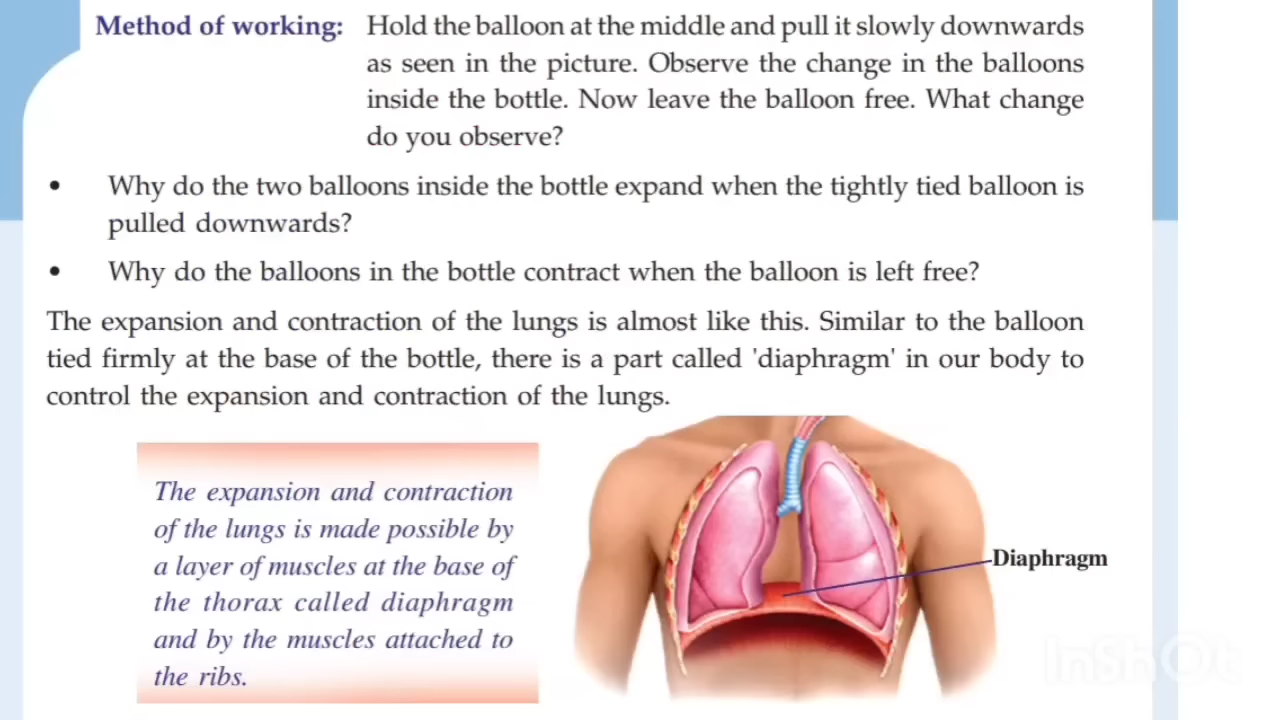 Method of working: Hold the balloon at the middle and pull it slowly downwards
as seen in the picture. Observe the change in the balloons
inside the bottle. Now leave the balloon free. What change
do you observe?
• Why do the two balloons inside the bottle expand when the tightly tied balloon is
pulled downwards?
• Why do the balloons in the bottle contract when the balloon is left free?
The expansion and contraction of the lungs is almost like this. Similar to the balloon
tied firmly at the base of the bottle, there is a part called 'diaphragm' in our body to
control the expansion and contraction of the lungs.
The expansion and contraction
of the lungs is made possible by
a layer of muscles at the base of
the thorax called diaphragm
and by the muscles attached to
the ribs.
Diaphragm
InShOt